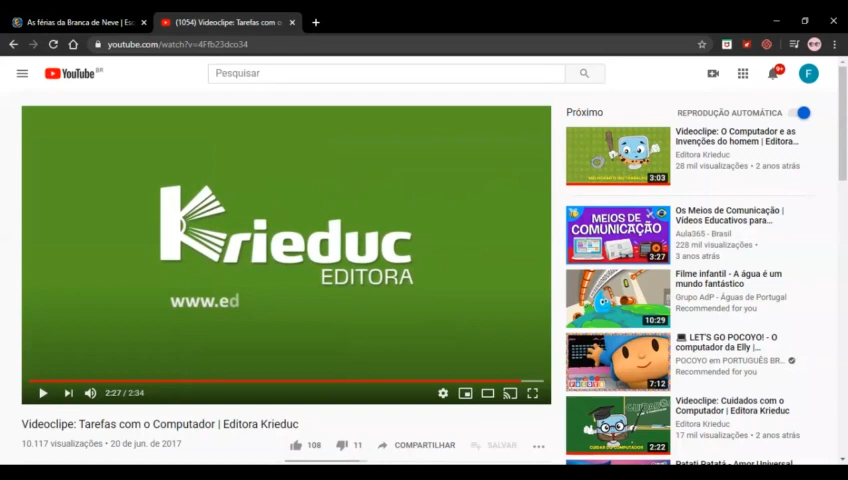 As férias da Branca de Neve | Esc
(1054) Videoclipe: Tarefas com o
youtube.com/watch?v=4Ffb23dco34
YouTube BR
Pesquisar
9+
F
Krieduc
EDITORA
www.ed
2:27 / 2:34
Videoclipe: Tarefas com o Computador | Editora Krieduc
10.117 visualizações • 20 de jun. de 2017
108
11
COMPARTILHAR
SALVAR
Próximo
REPRODUÇÃO AUTOMÁTICA
3:03
Videoclipe: O Computador e as
Invenções do homem | Editora...
Editora Krieduc
28 mil visualizações • 2 anos atrás
MEIOS DE
COMUNICAÇÃO
3:27
Os Meios de Comunicação |
Vídeos Educativos para...
Aula365 - Brasil
228 mil visualizações •
3 anos atrás
10:29
Filme infantil - A água é um
mundo fantástico
Grupo AdP - Águas de Portugal
Recommended for you
7:12
LET'S GO POCOYO! - O
computador da Elly |...
POCOYO em PORTUGUÊS BR...
Recommended for you
2:22
Videoclipe: Cuidados com o
Computador | Editora Krieduc
Editora Krieduc
17 mil visualizações • 2 anos atrás
Patati Patatá - Amor Universal